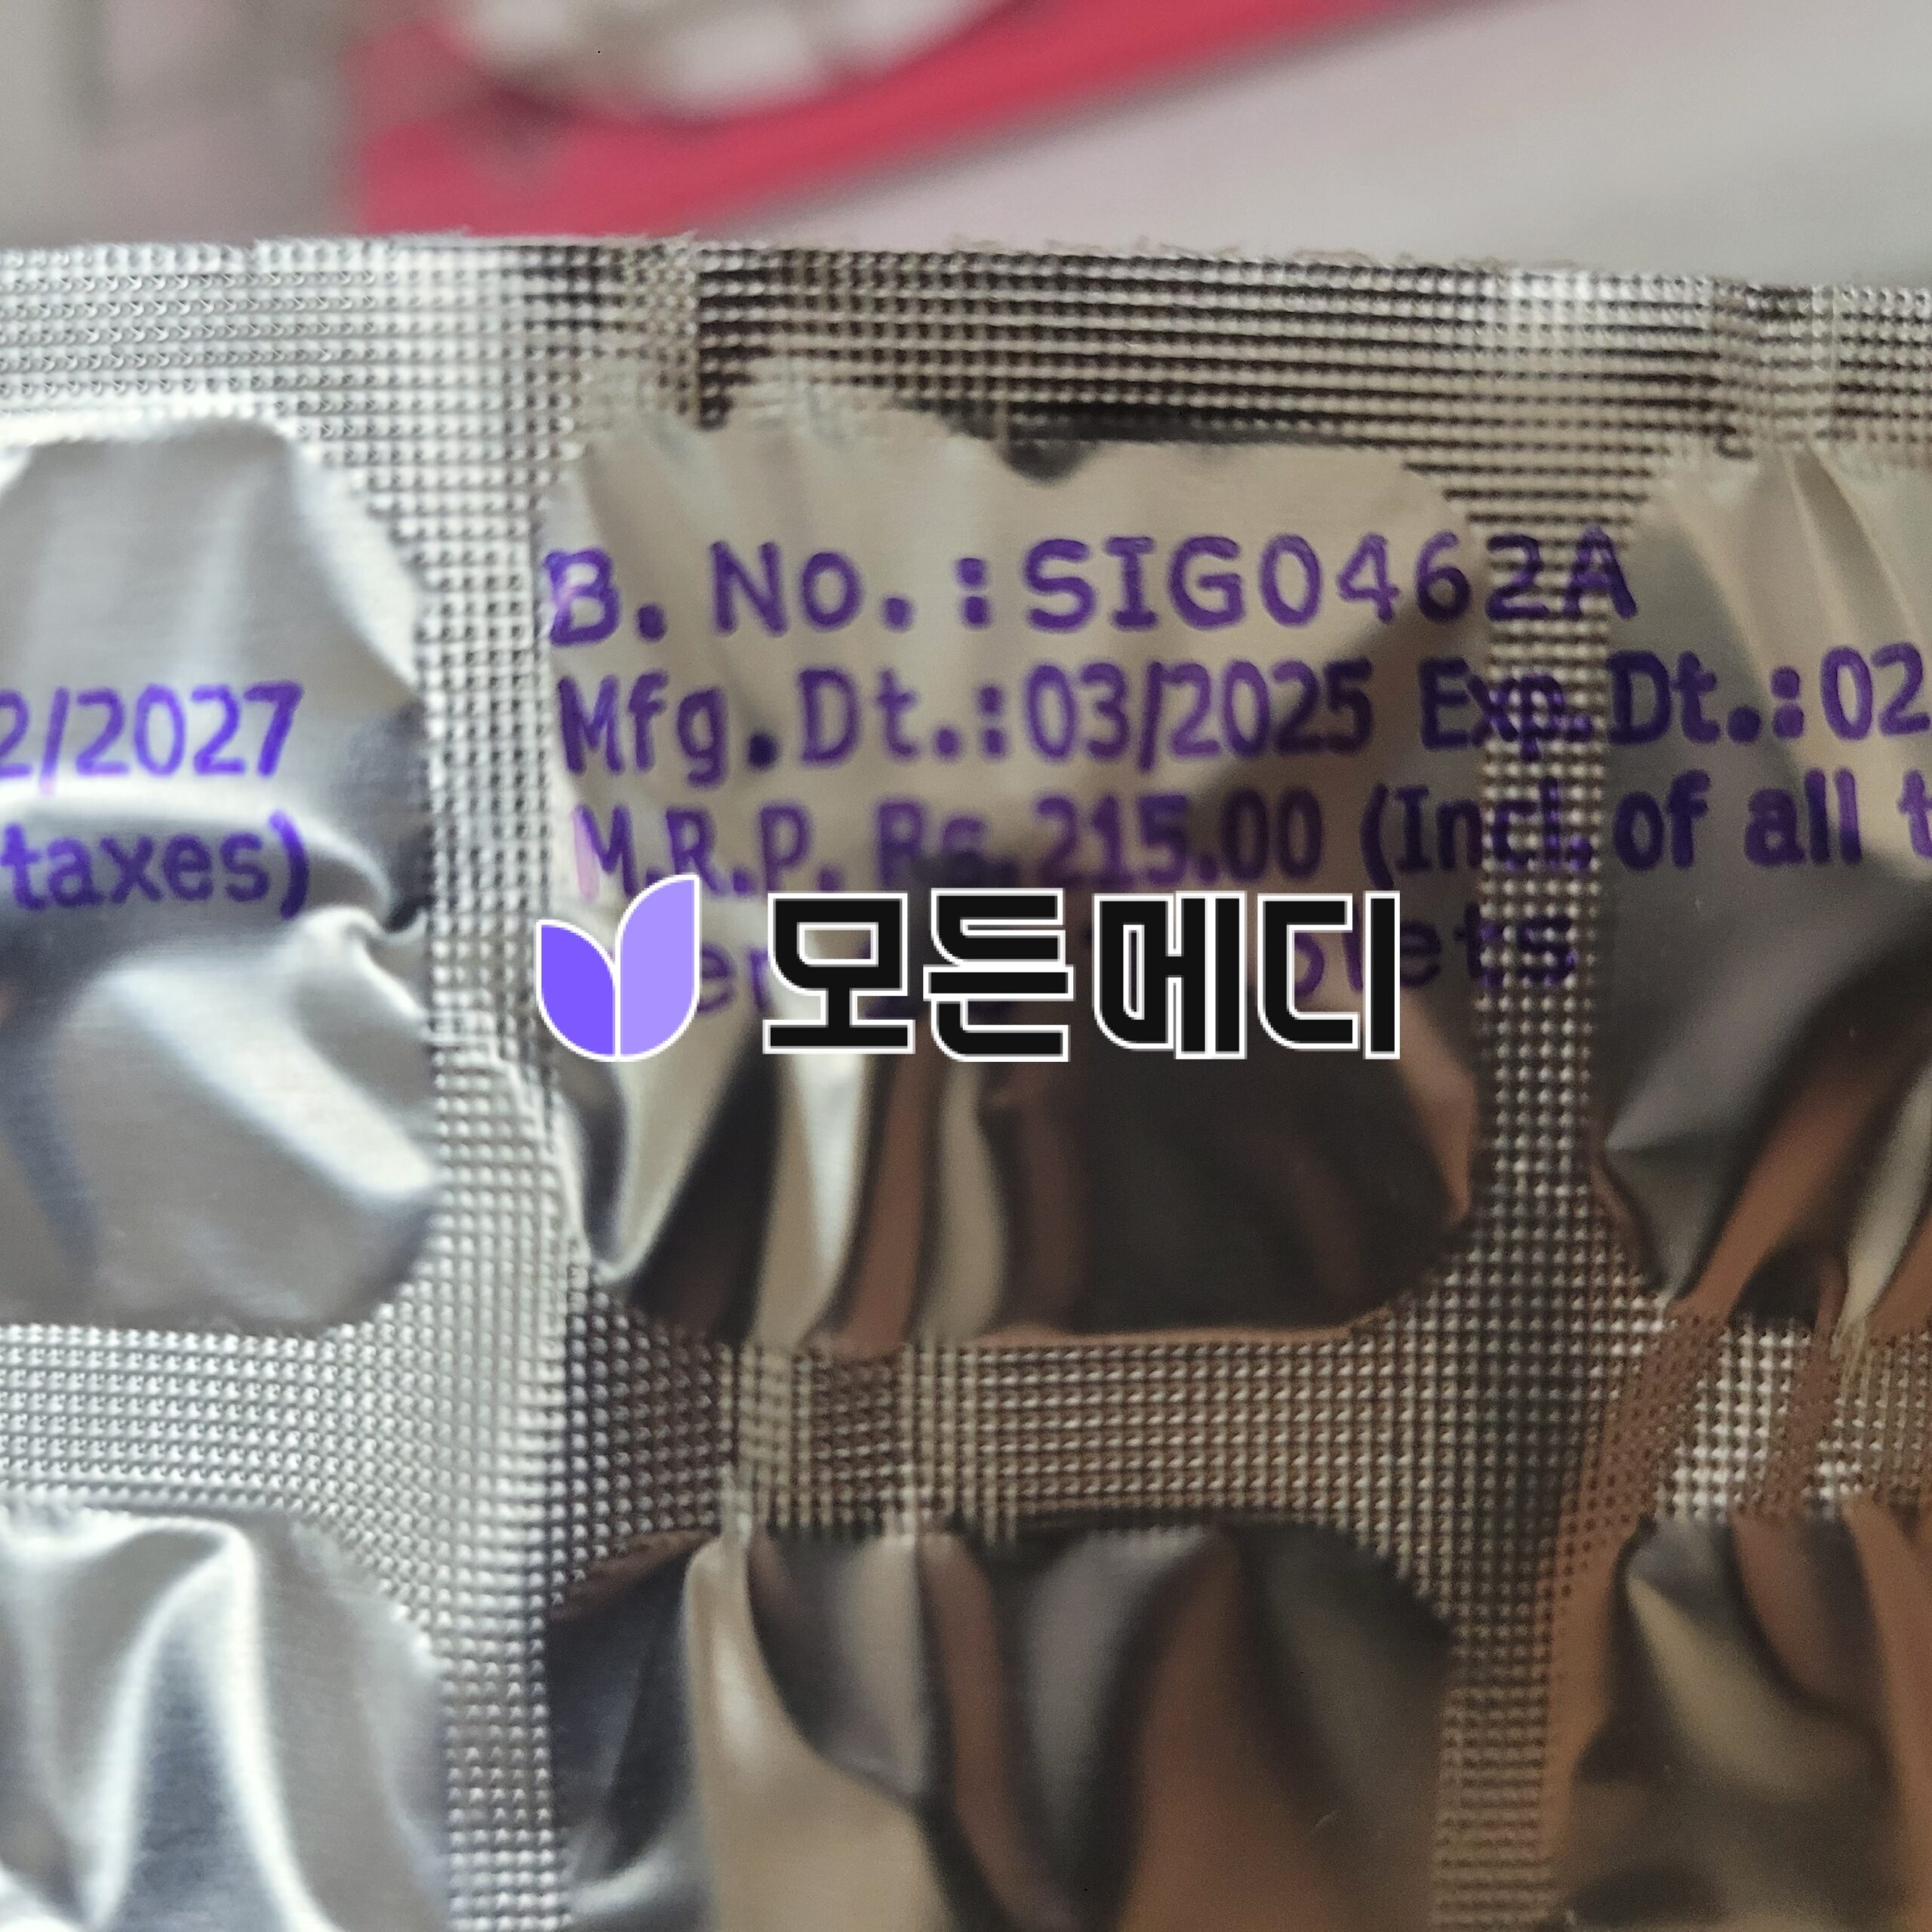 B. No.:SIG0462A
2/2027
Mfg.Dt.:03/2025 Exp.Dt.:02
taxes)
M.R.P. Rs.215.00 (Incl.of all t
모든메디